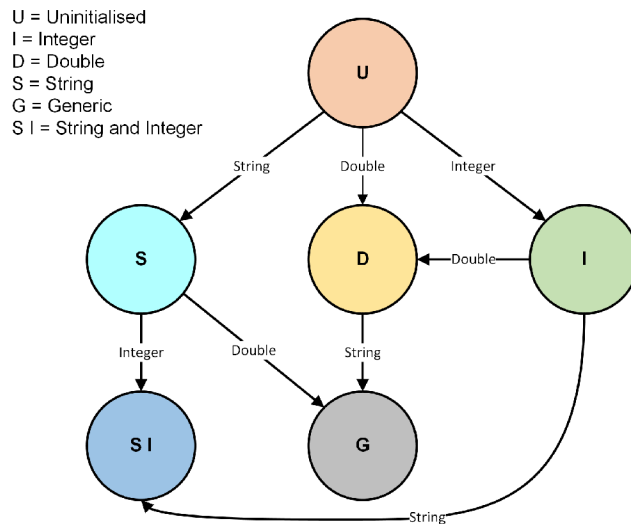 U = Uninitialised
I = Integer
D = Double
S = String
G = Generic
S I = String and Integer
U
String
Double
Integer
S
D
Double
I
Integer
Double
String
S I
G
String